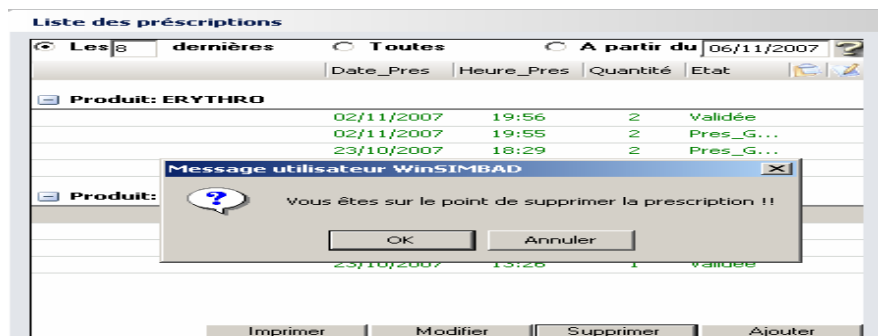 Liste des préscriptions
Les 8 dernières Toutes A partir du 06/11/2007
Date_Pres Heure_Pres Quantité Etat
Produit: ERYTHRO
02/11/2007 19:56 2 Validée
02/11/2007 19:55 2 Pres_G...
23/10/2007 18:29 2 Pres_G...
Message utilisateur WinSIMBAD
Produit:
Vous êtes sur le point de supprimer la prescription !!
OK Annuler
23/10/2007 13:26 1 Validée
Imprimer Modifier Supprimer Ajouter